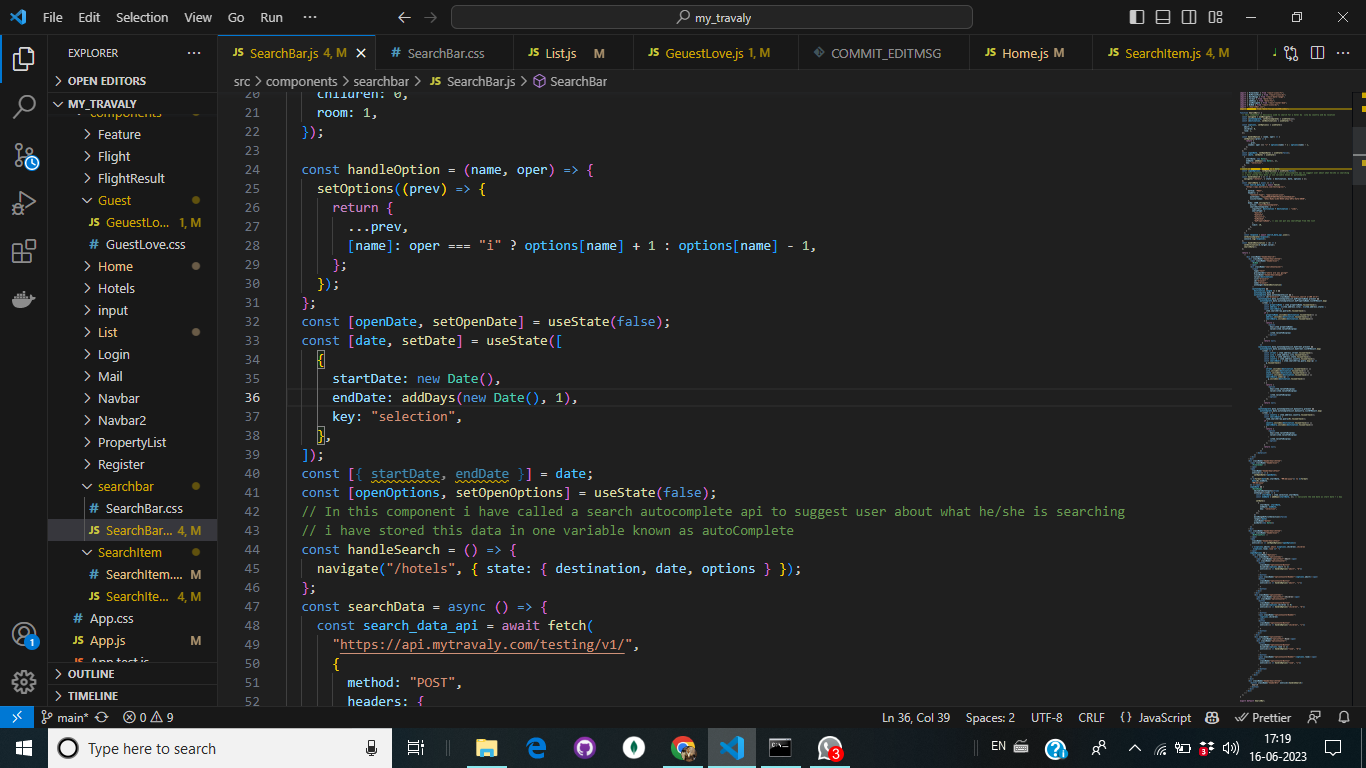 File Edit Selection View Go Run ··· my_travaly
EXPLORER ···
OPEN EDITORS
MY_TRAVALY
components
Feature
Flight
FlightResult
Guest
JS GeuestLo... 1, M
# GuestLove.css
Home
Hotels
input
List
Login
Mail
Navbar
Navbar2
PropertyList
Register
searchbar
# SearchBar.css
JS SearchBar... 4, M
SearchItem
# SearchItem.... M
JS SearchIte... 4, M
# App.css
JS App.js M
App.test.js
OUTLINE
TIMELINE
JS SearchBar.js 4, M # SearchBar.css JS List.js M JS GeuestLove.js 1, M COMMIT_EDITMSG JS Home.js M JS SearchItem.js 4, M ···
src > components > searchbar > JS SearchBar.js > SearchBar
20 children: 0,
21 room: 1,
22 });
23
24 const handleOption = (name, oper) => {
25 setOptions((prev) => {
26 return {
27 ...prev,
28 [name]: oper === "i" ? options[name] + 1 : options[name] - 1,
29 };
30 });
31 };
32 const [openDate, setOpenDate] = useState(false);
33 const [date, setDate] = useState([
34 {
35 startDate: new Date(),
36 endDate: addDays(new Date(), 1),
37 key: "selection",
38 },
39 ]);
40 const [{ startDate, endDate }] = date;
41 const [openOptions, setOpenOptions] = useState(false);
42 // In this component i have called a search autocomplete api to suggest user about what he/she is searching
43 // i have stored this data in one variable known as autoComplete
44 const handleSearch = () => {
45 navigate("/hotels", { state: { destination, date, options } });
46 };
47 const searchData = async () => {
48 const search_data_api = await fetch(
49 "https://api.mytravaly.com/testing/v1/",
50 {
51 method: "POST",
52 headers: {
1
main* 0 9 Ln 36, Col 39 Spaces: 2 UTF-8 CRLF {} JavaScript Prettier
Type here to search 3 EN 3 17:19
16-06-2023